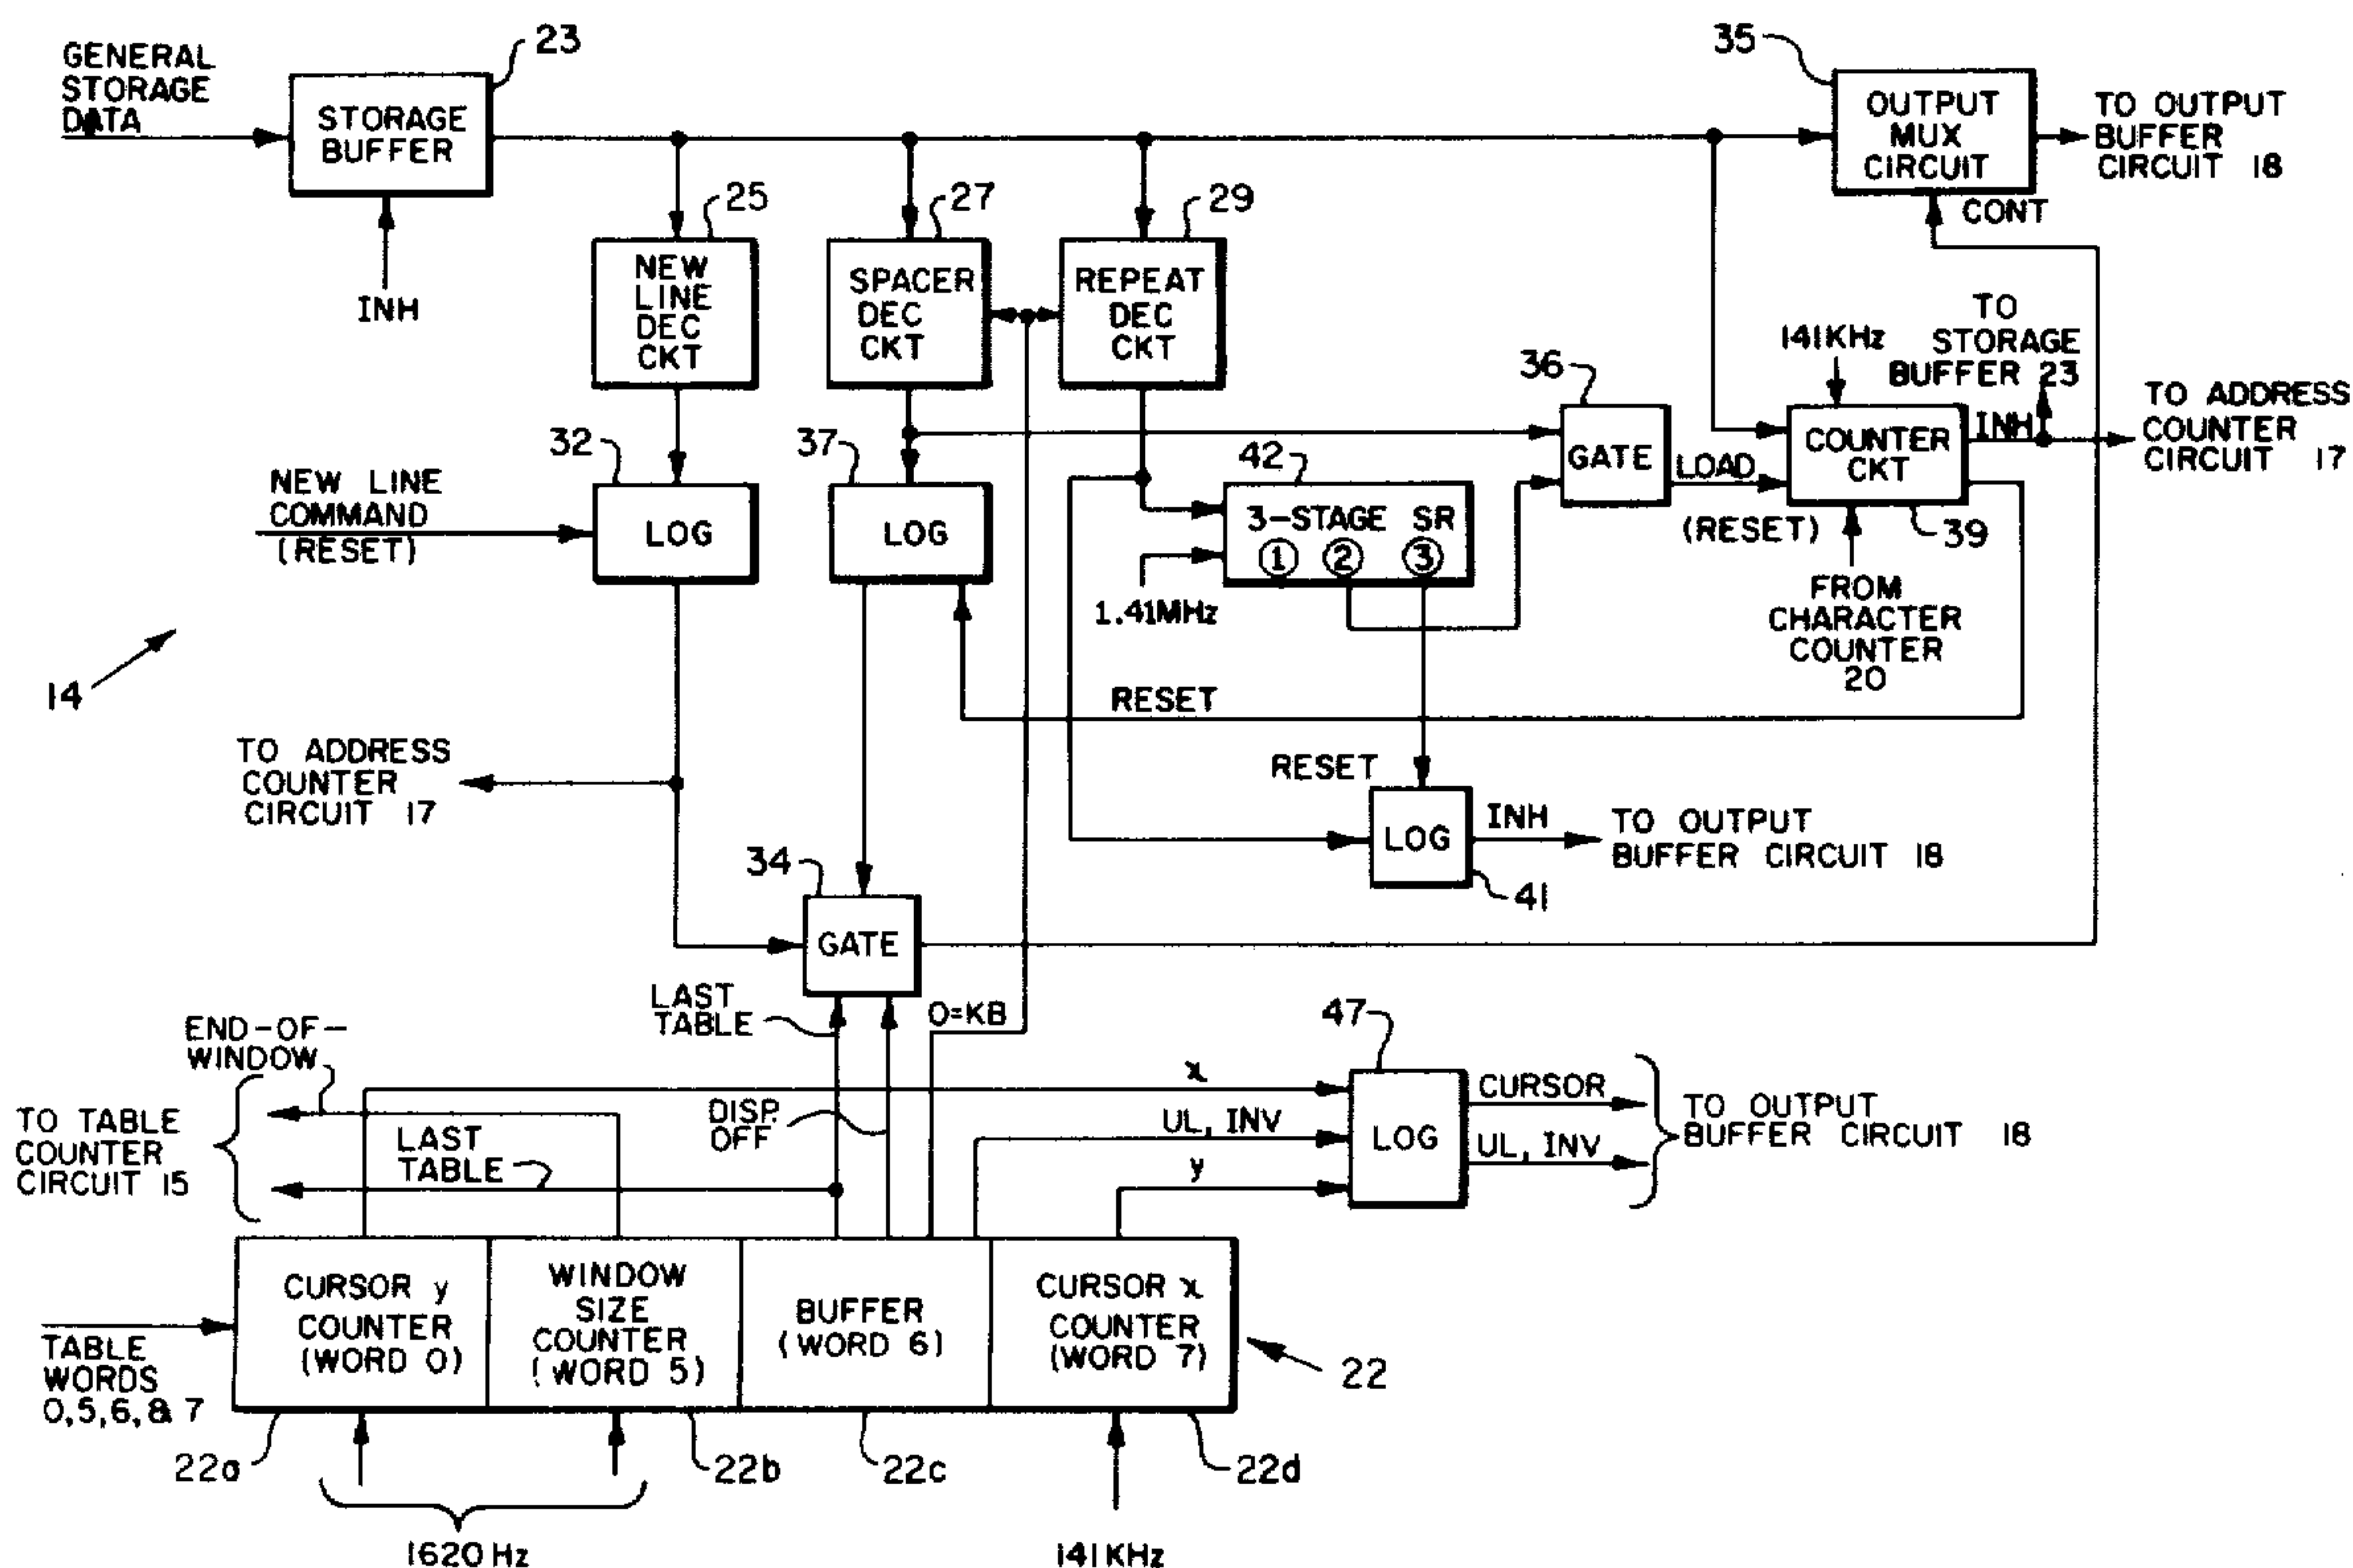 GENERAL
STORAGE
DATA
23
STORAGE
BUFFER
INH
35
OUTPUT
MUX
CIRCUIT
CONT
TO OUTPUT
BUFFER
CIRCUIT 18
25
NEW
LINE
DEC
CKT
27
SPACER
DEC
CKT
29
REPEAT
DEC
CKT
36
GATE
141KHz
TO
STORAGE
BUFFER 23
COUNTER
CKT
39
INH
TO ADDRESS
COUNTER
CIRCUIT 17
LOAD
(RESET)
FROM
CHARACTER
COUNTER
20
NEW LINE
COMMAND
(RESET)
32
LOG
37
LOG
42
3-STAGE SR
1 2 3
1.41MHz
14
RESET
TO ADDRESS
COUNTER
CIRCUIT 17
RESET
LOG
41
INH
TO OUTPUT
BUFFER CIRCUIT 18
34
GATE
LAST
TABLE
O=KB
END-OF-
WINDOW
TO TABLE
COUNTER
CIRCUIT 15
LAST
TABLE
DISP.
OFF
x
UL, INV
y
47
LOG
CURSOR
UL, INV
TO OUTPUT
BUFFER CIRCUIT 18
TABLE
WORDS
0,5,6,& 7
CURSOR y
COUNTER
(WORD 0)
WINDOW
SIZE
COUNTER
(WORD 5)
BUFFER
(WORD 6)
CURSOR x
COUNTER
(WORD 7)
22
22a
22b
22c
22d
1620 Hz
141KHz